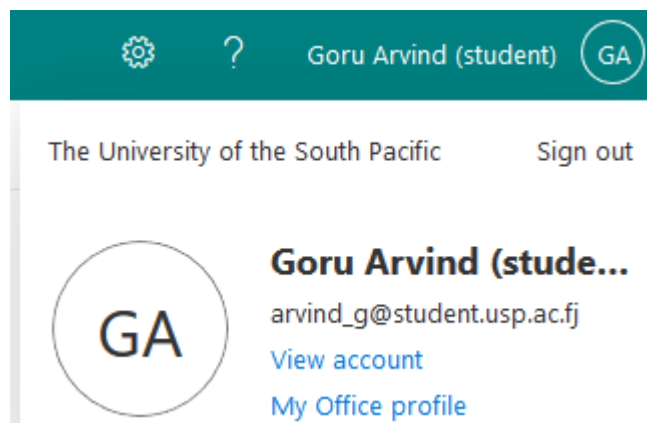 ? Goru Arvind (student) GA
The University of the South Pacific Sign out
GA
Goru Arvind (stude...
arvind_g@student.usp.ac.fj
View account
My Office profile